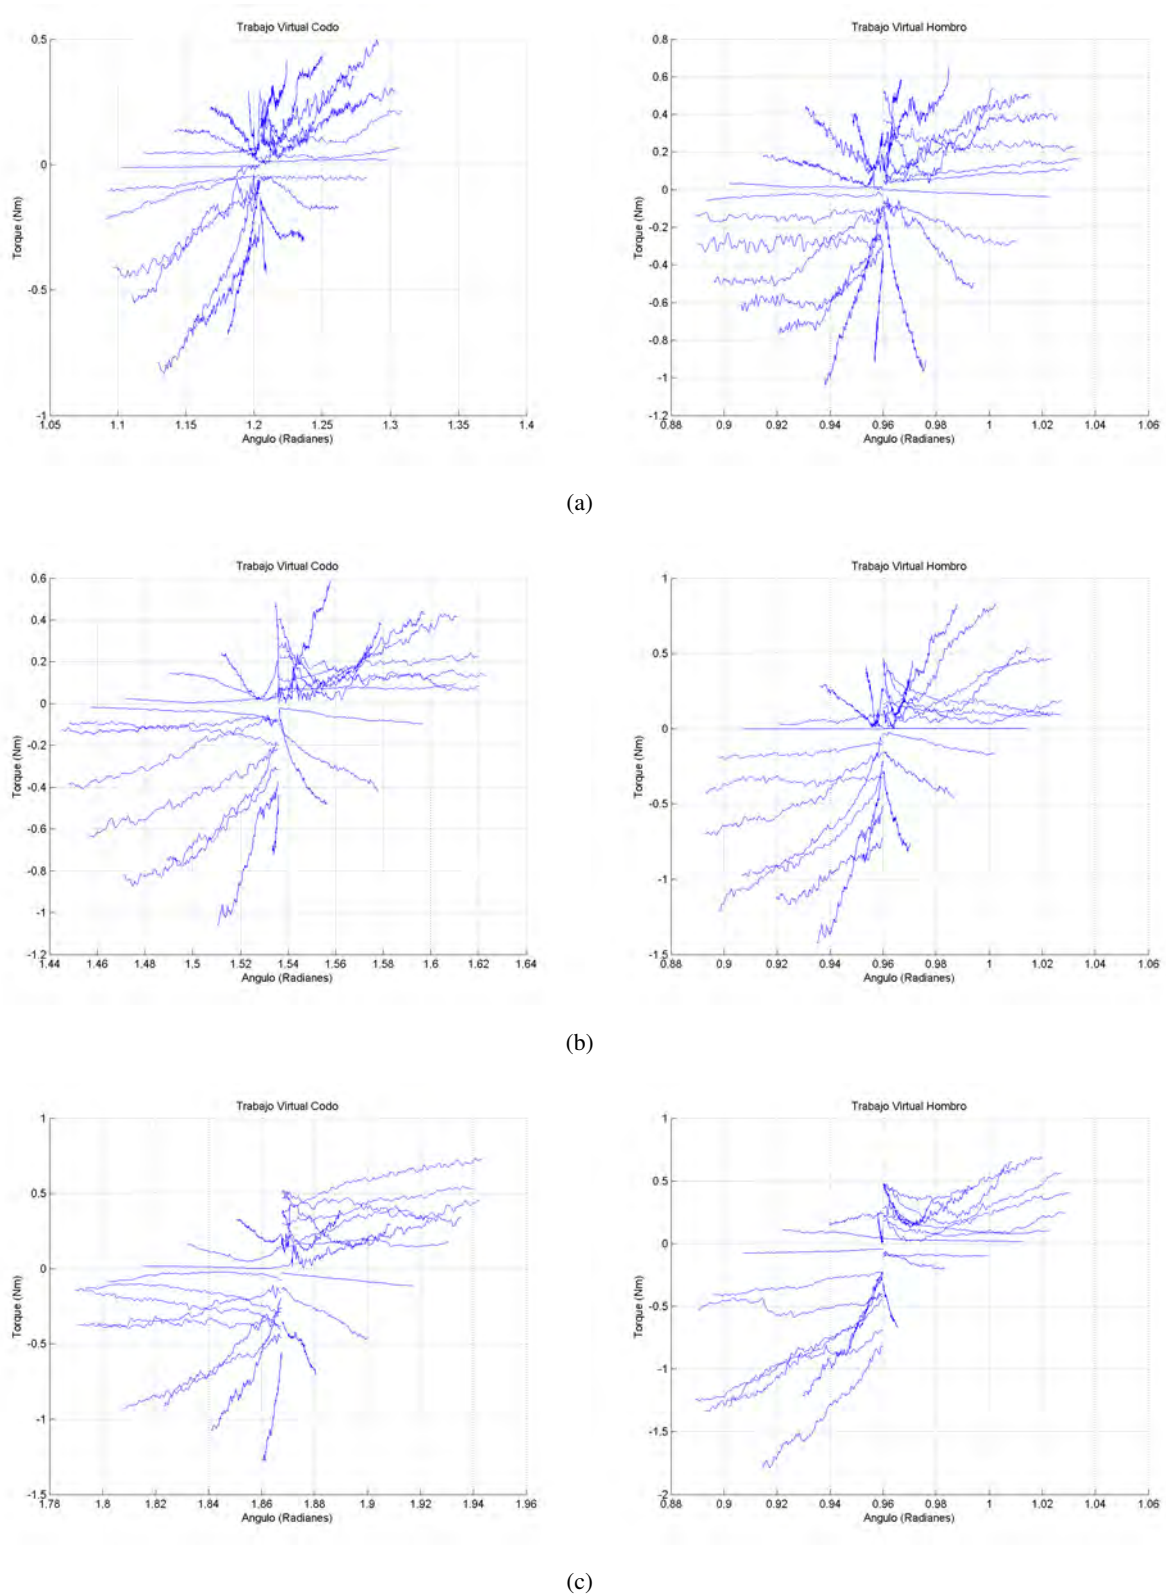 Trabajo Virtual Codo
0.5
0
-0.5
-1
Torque (Nm)
1.05 1.1 1.15 1.2 1.25 1.3 1.35 1.4
Angulo (Radianes)
Trabajo Virtual Hombro
0.8
0.6
0.4
0.2
0
-0.2
-0.4
-0.6
-0.8
-1
-1.2
Torque (Nm)
0.88 0.9 0.92 0.94 0.96 0.98 1 1.02 1.04 1.06
Angulo (Radianes)
(a)
Trabajo Virtual Codo
0.6
0.4
0.2
0
-0.2
-0.4
-0.6
-0.8
-1
-1.2
Torque (Nm)
1.44 1.46 1.48 1.5 1.52 1.54 1.56 1.58 1.6 1.62 1.64
Angulo (Radianes)
Trabajo Virtual Hombro
1
0.5
0
-0.5
-1
-1.5
Torque (Nm)
0.88 0.9 0.92 0.94 0.96 0.98 1 1.02 1.04 1.06
Angulo (Radianes)
(b)
Trabajo Virtual Codo
1
0.5
0
-0.5
-1
-1.5
Torque (Nm)
1.78 1.8 1.82 1.84 1.86 1.88 1.9 1.92 1.94 1.96
Angulo (Radianes)
Trabajo Virtual Hombro
1
0.5
0
-0.5
-1
-1.5
-2
Torque (Nm)
0.88 0.9 0.92 0.94 0.96 0.98 1 1.02 1.04 1.06
Angulo (Radianes)
(c)